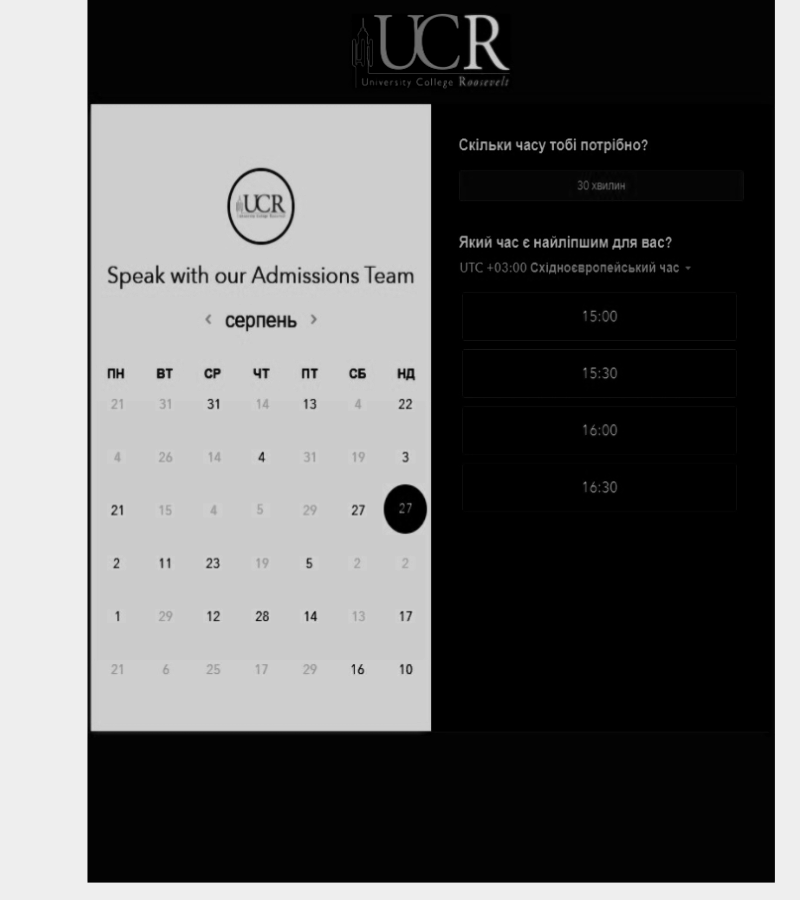 UCR
University College Roosevelt
UCR
Speak with our Admissions Team
‹ серпень ›
ПН ВТ СР ЧТ ПТ СБ НД
21 31 31 14 13 4 22
4 26 14 4 31 19 3
21 15 4 5 29 27 27
2 11 23 19 5 2 2
1 29 12 28 14 13 17
21 6 25 17 29 16 10
Скільки часу тобі потрібно?
30 хвилин
Який час є найліпшим для вас?
UTC +03:00 Східноєвропейський час
15:00
15:30
16:00
16:30